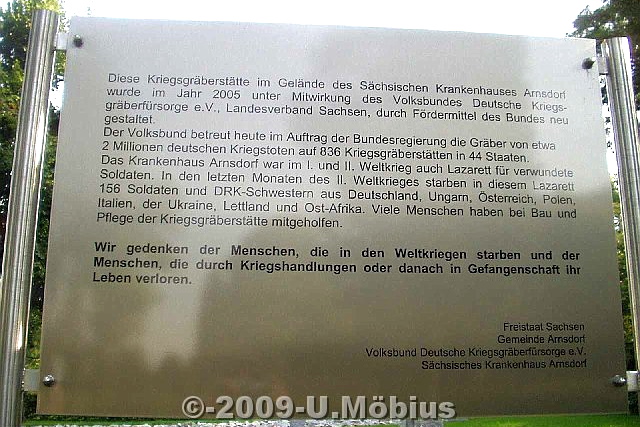 Diese Kriegsgräberstätte im Gelände des Sächsischen Krankenhauses Arnsdorf
wurde im Jahr 2005 unter Mitwirkung des Volksbundes Deutsche Kriegs-
gräberfürsorge e.V., Landesverband Sachsen, durch Fördermittel des Bundes neu
gestaltet.
Der Volksbund betreut heute im Auftrag der Bundesregierung die Gräber von etwa
2 Millionen deutschen Kriegstoten auf 836 Kriegsgräberstätten in 44 Staaten.
Das Krankenhaus Arnsdorf war im I. und II. Weltkrieg auch Lazarett für verwundete
Soldaten. In den letzten Monaten des II. Weltkrieges starben in diesem Lazarett
156 Soldaten und DRK-Schwestern aus Deutschland, Ungarn, Österreich, Polen,
Italien, der Ukraine, Lettland und Ost-Afrika. Viele Menschen haben bei Bau und
Pflege der Kriegsgräberstätte mitgeholfen.
Wir gedenken der Menschen, die in den Weltkriegen starben und der
Menschen, die durch Kriegshandlungen oder danach in Gefangenschaft ihr
Leben verloren.
Freistaat Sachsen
Gemeinde Arnsdorf
Volksbund Deutsche Kriegsgräberfürsorge e.V.
Sächsisches Krankenhaus Arnsdorf
©-2009-U.Möbius